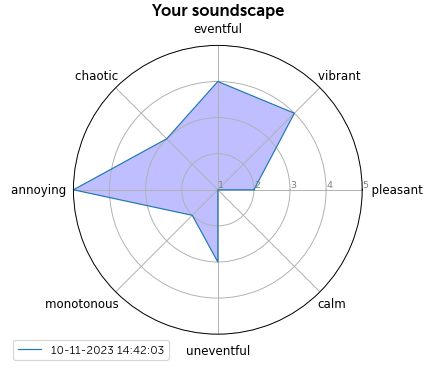 Your soundscape
eventful
chaotic
vibrant
annoying
1
2
3
4
5
pleasant
monotonous
calm
uneventful
10-11-2023 14:42:03